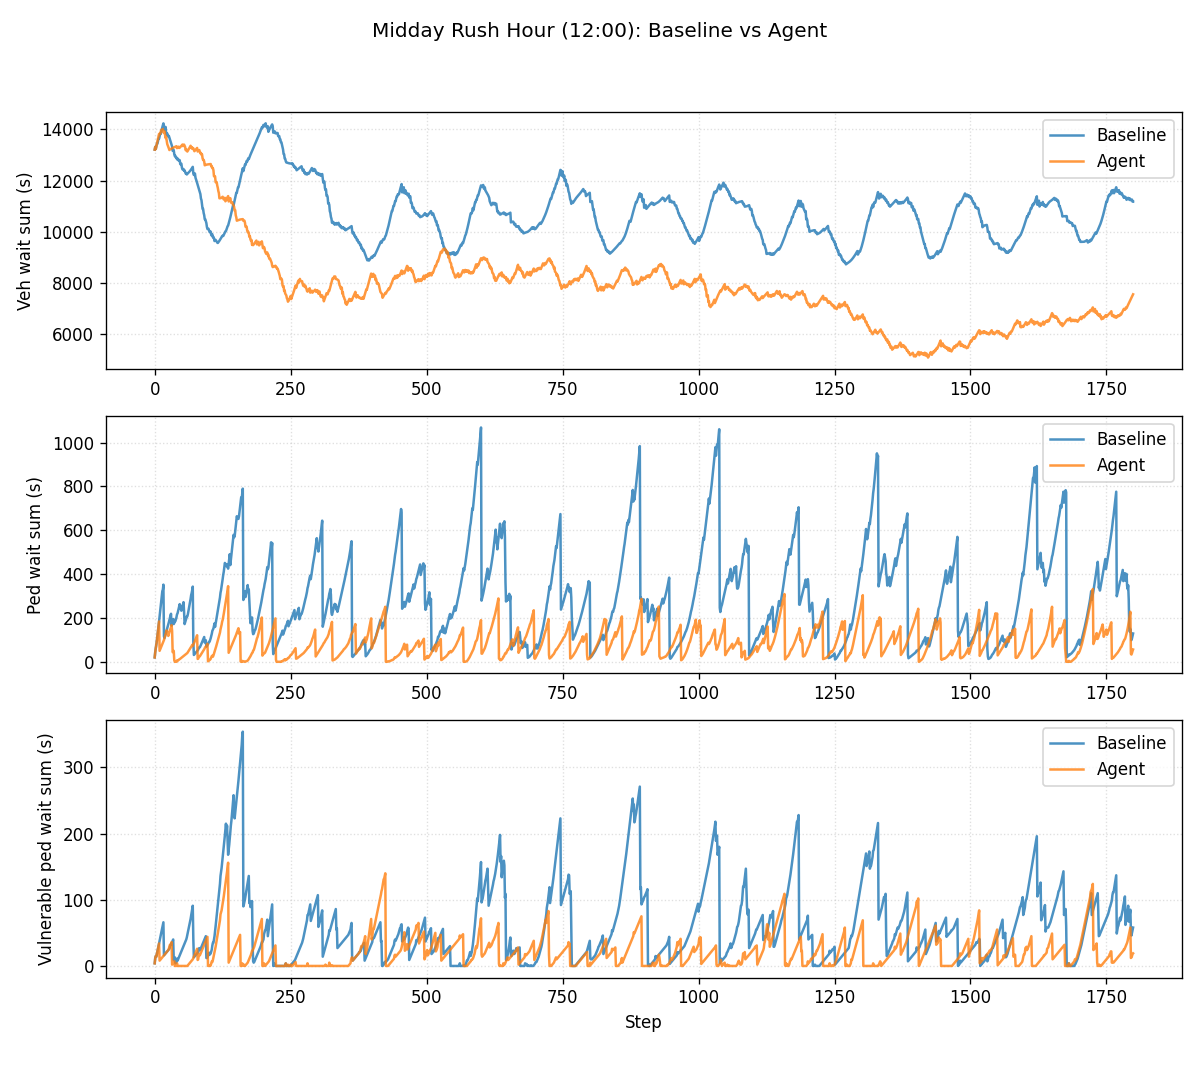 Midday Rush Hour (12:00): Baseline vs Agent
Veh wait sum (s)
14000
12000
10000
8000
6000
Baseline
Agent
0 250 500 750 1000 1250 1500 1750
Ped wait sum (s)
1000
800
600
400
200
0
Baseline
Agent
0 250 500 750 1000 1250 1500 1750
Vulnerable ped wait sum (s)
300
200
100
0
Baseline
Agent
0 250 500 750 1000 1250 1500 1750
Step